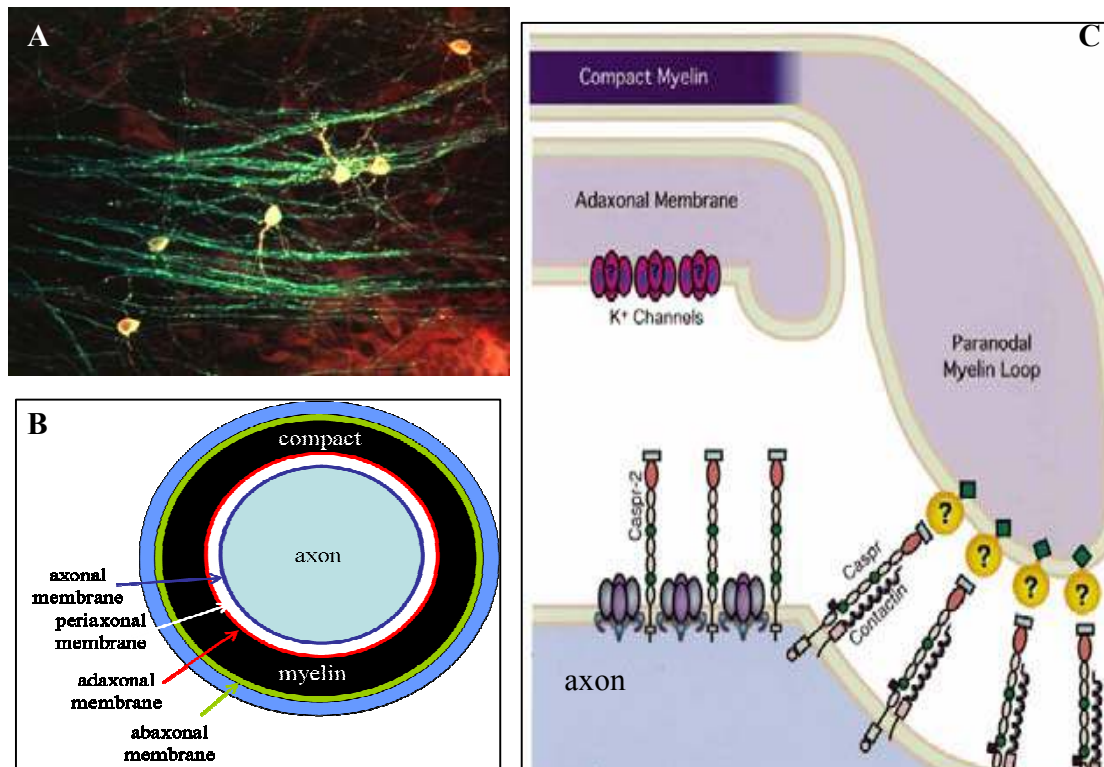 A
B
compact
axon
axonal
membrane
periaxonal
membrane
adaxonal
membrane
abaxonal
membrane
myelin
C
Compact Myelin
Adaxonal Membrane
?
?
?
K+ Channels
Paranodal
Myelin Loop
Caspr-2
Caspr
Contactin
?
?
?
?
axon